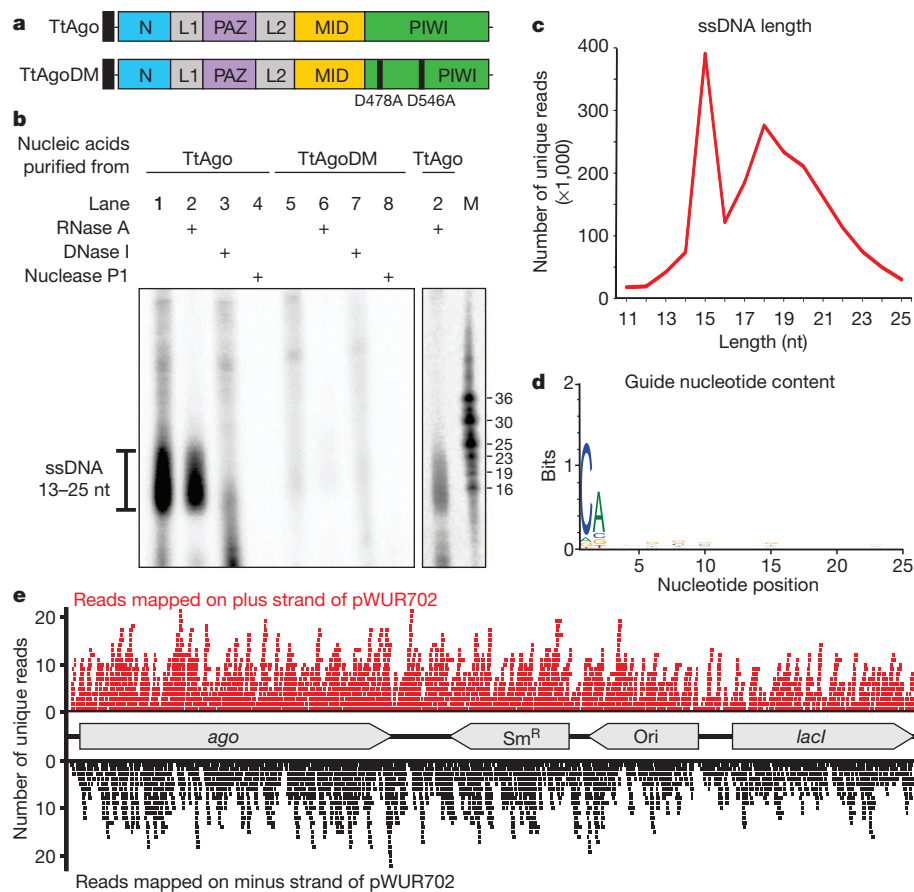 a
TtAgo
N L1 PAZ L2 MID PIWI
TtAgoDM
N L1 PAZ L2 MID PIWI
D478A D546A
b
Nucleic acids
purified from
TtAgo TtAgoDM TtAgo
Lane 1 2 3 4 5 6 7 8 2 M
RNase A + + +
DNase I + +
Nuclease P1 + +
ssDNA
13–25 nt
36
30
25
23
19
16
c
ssDNA length
Number of unique reads
(×1,000)
400
300
200
100
0
11 13 15 17 19 21 23 25
Length (nt)
d
Guide nucleotide content
Bits
2
1
0
C
A
5 10 15 20 25
Nucleotide position
e
Reads mapped on plus strand of pWUR702
Number of unique reads
20
10
0
ago SmR Ori lacI
0
10
20
Reads mapped on minus strand of pWUR702